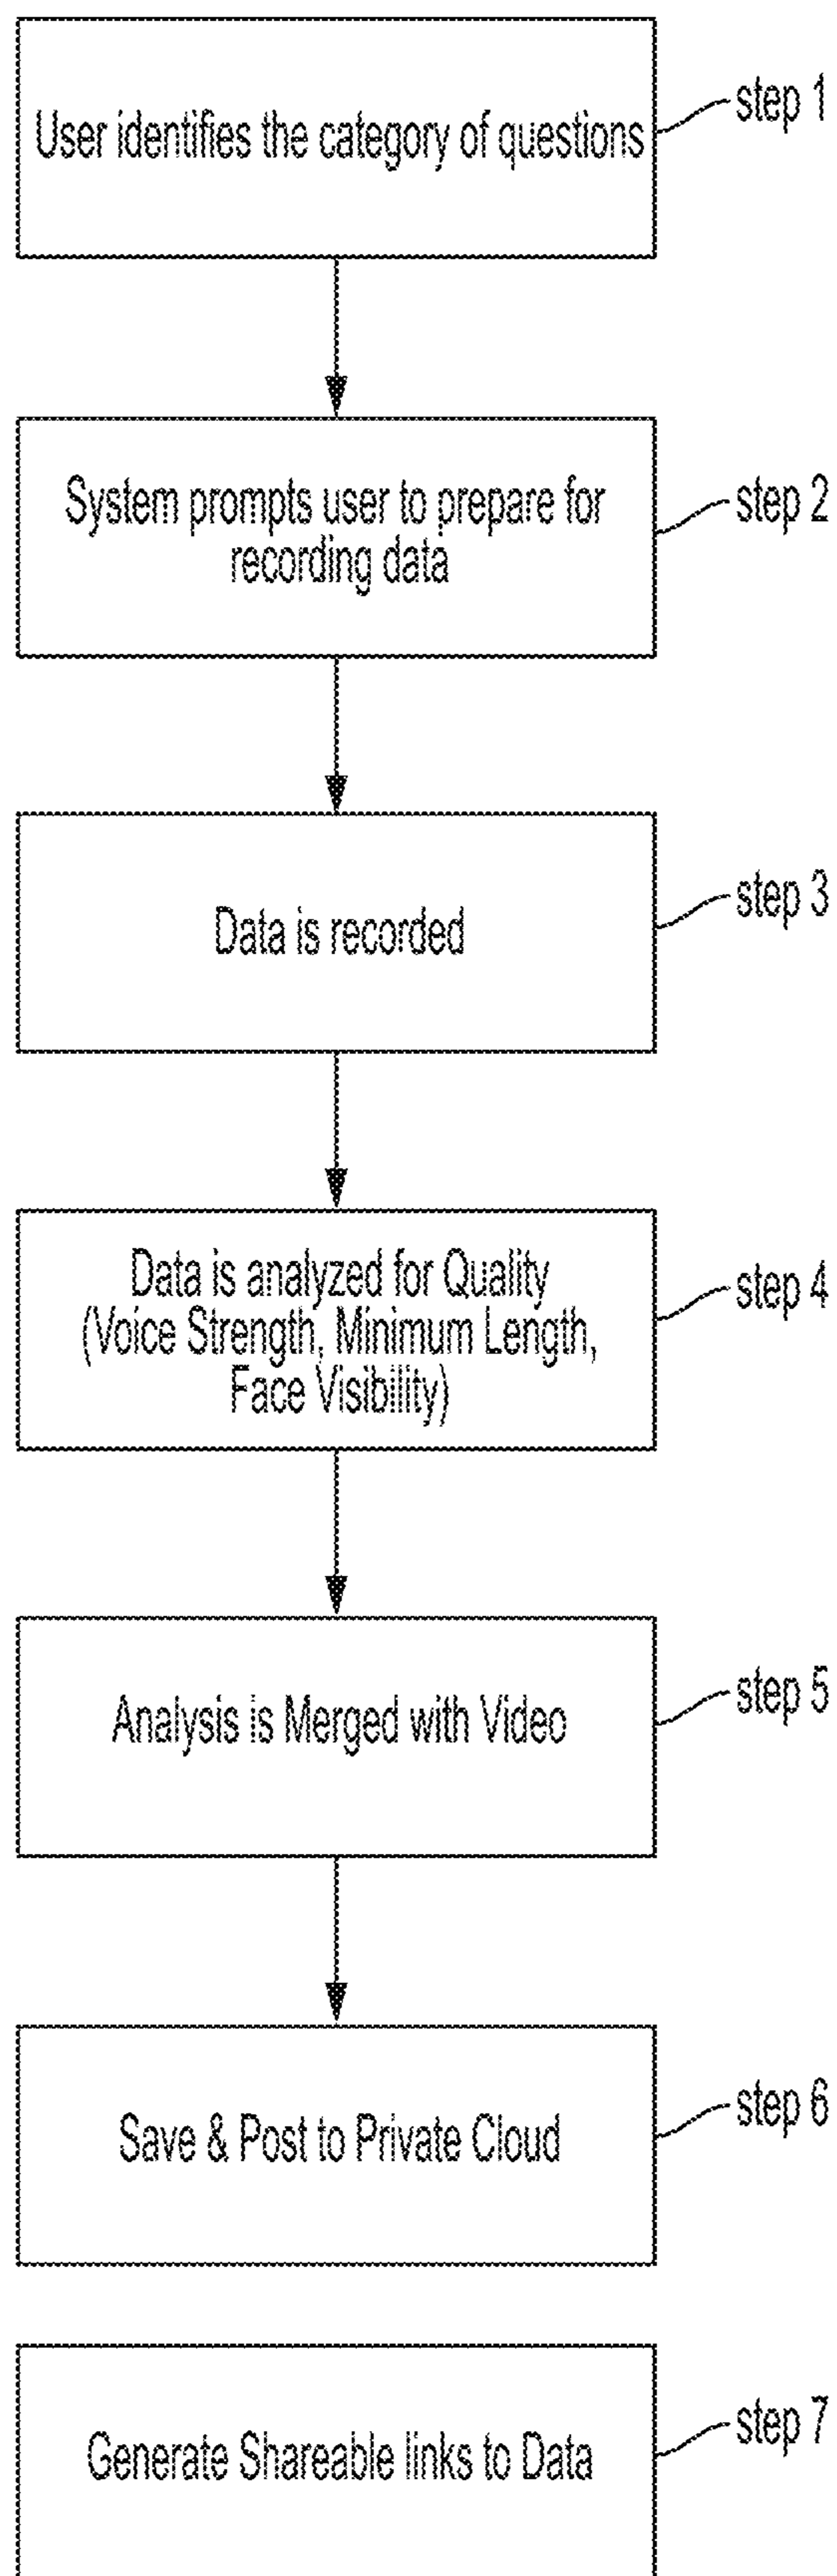 User identifies the category of questions
step 1
System prompts user to prepare for
recording data
step 2
Data is recorded
step 3
Data is analyzed for Quality
(Voice Strength, Minimum Length,
Face Visibility)
step 4
Analysis is Merged with Video
step 5
Save & Post to Private Cloud
step 6
Generate Shareable links to Data
step 7